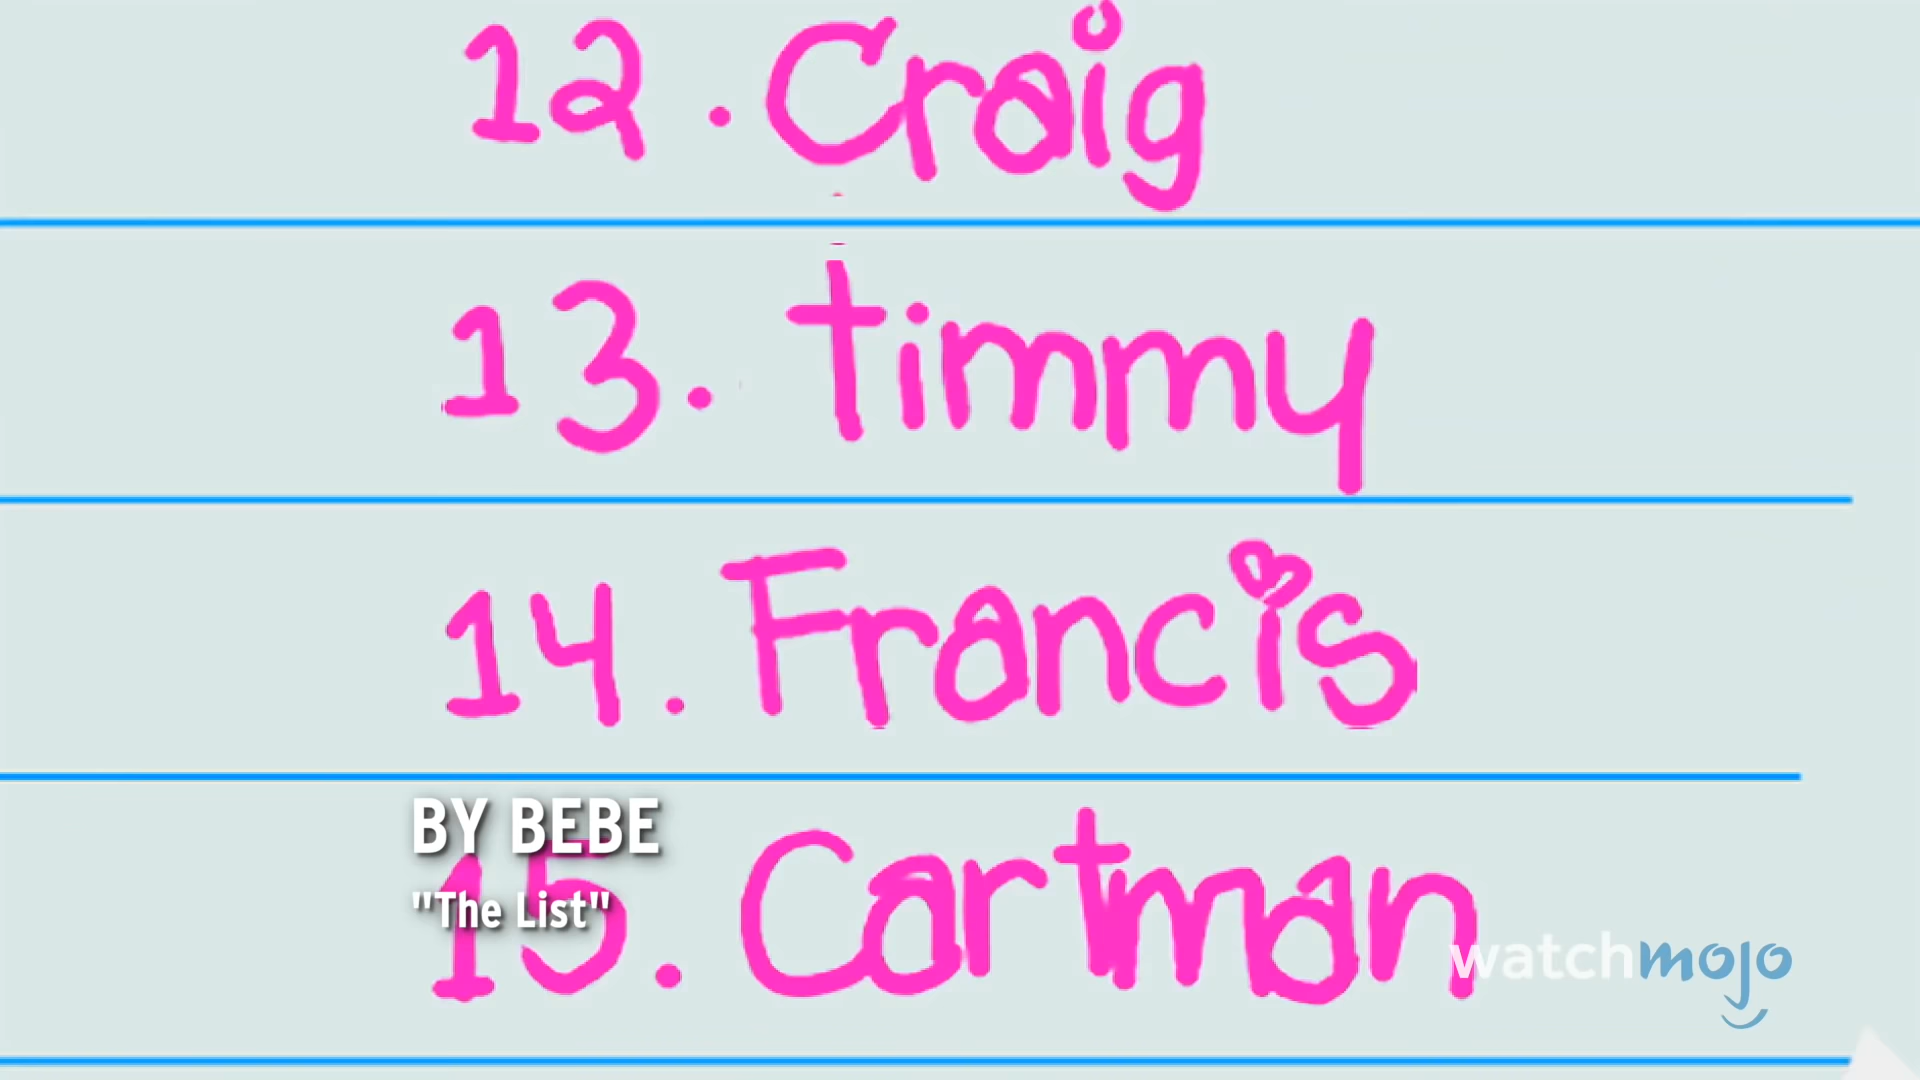 12. Craig
13. timmy
14. Francis
BY BEBE
"The List"
15. Cartman
watchmojo